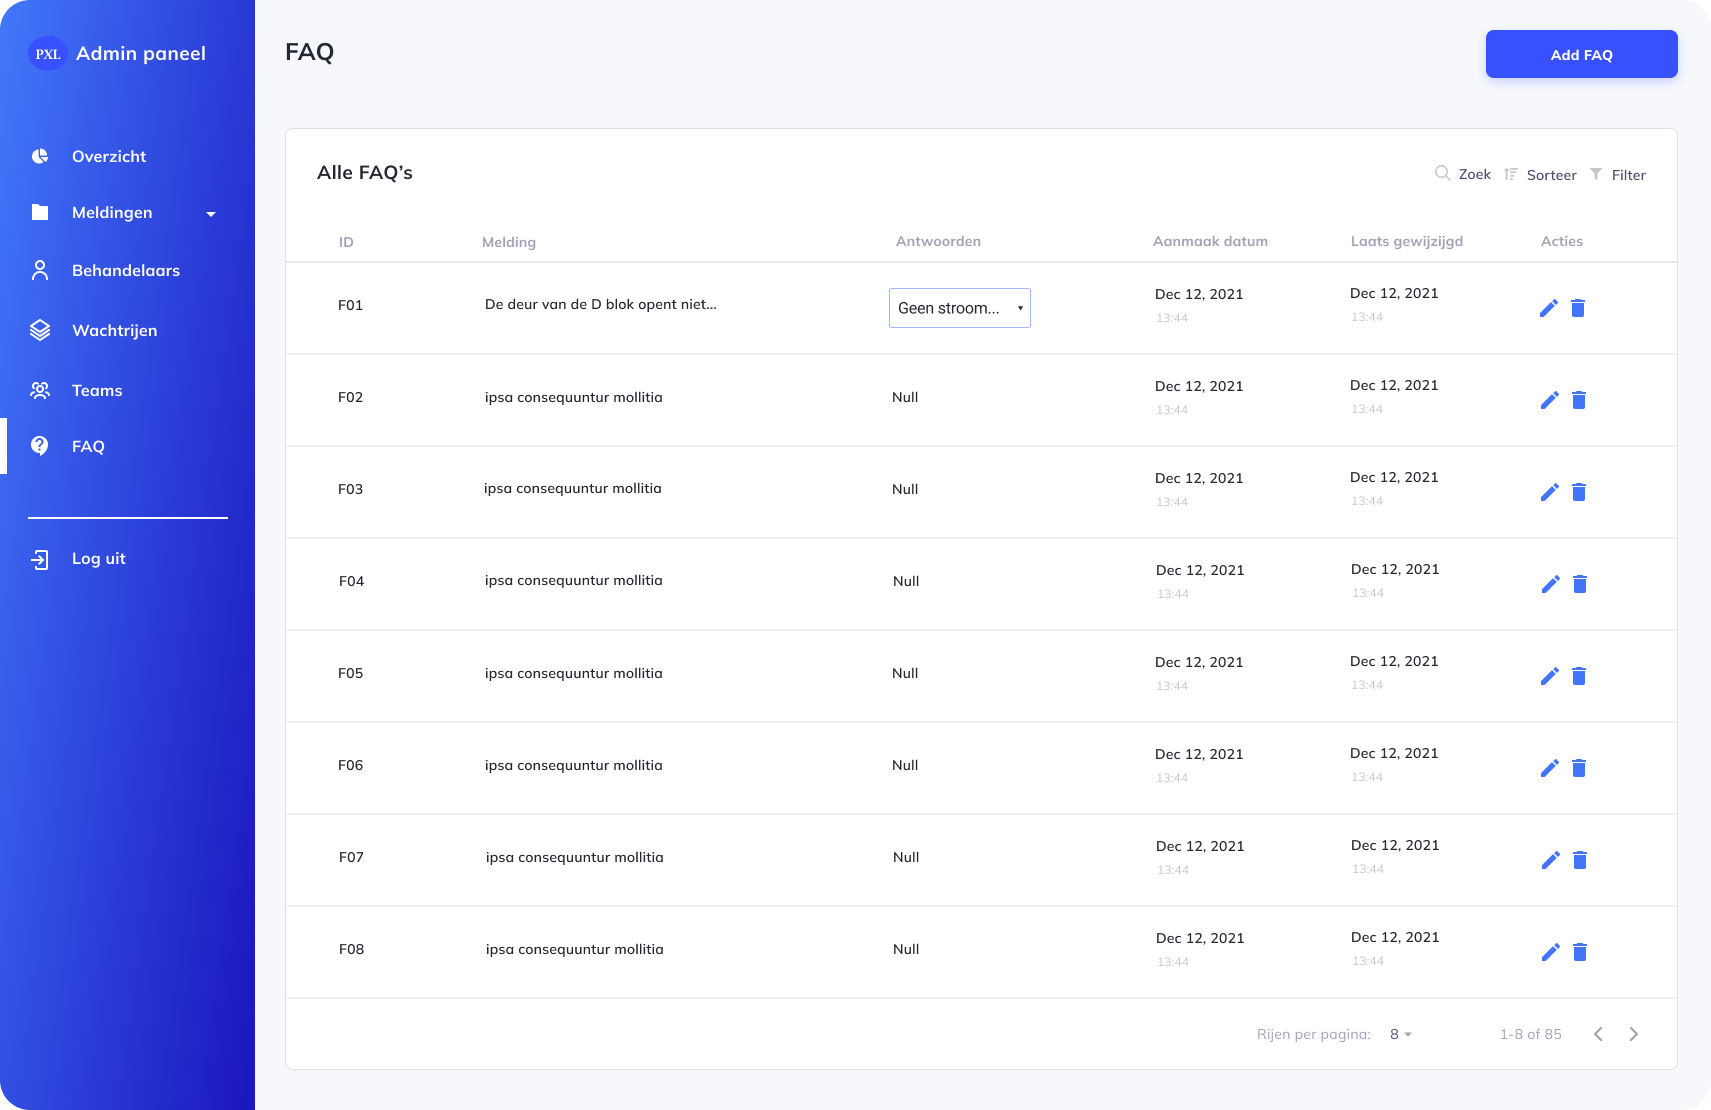 PXL Admin paneel
Overzicht
Meldingen
Behandelaars
Wachtrijen
Teams
FAQ
Log uit
FAQ
Add FAQ
Alle FAQ's
Zoek Sorteer Filter
ID Melding Antwoorden Aanmaak datum Laats gewijzijgd Acties
F01 De deur van de D blok opent niet... Geen stroom... Dec 12, 2021 Dec 12, 2021
13:44 13:44
F02 ipsa consequuntur mollitia Null Dec 12, 2021 Dec 12, 2021
13:44 13:44
F03 ipsa consequuntur mollitia Null Dec 12, 2021 Dec 12, 2021
13:44 13:44
F04 ipsa consequuntur mollitia Null Dec 12, 2021 Dec 12, 2021
13:44 13:44
F05 ipsa consequuntur mollitia Null Dec 12, 2021 Dec 12, 2021
13:44 13:44
F06 ipsa consequuntur mollitia Null Dec 12, 2021 Dec 12, 2021
13:44 13:44
F07 ipsa consequuntur mollitia Null Dec 12, 2021 Dec 12, 2021
13:44 13:44
F08 ipsa consequuntur mollitia Null Dec 12, 2021 Dec 12, 2021
13:44 13:44
Rijen per pagina: 8 1-8 of 85